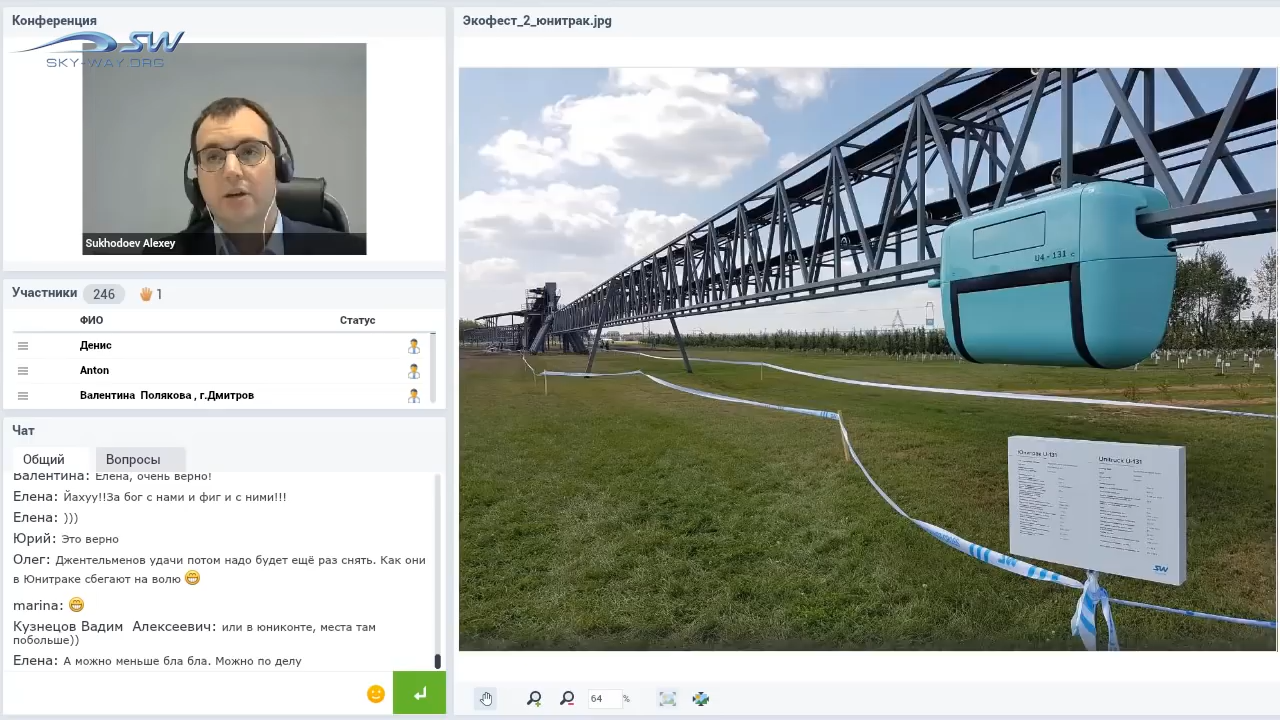 Конференция
SW
SKY-WAY.ORG
Sukhodoev Alexey
Участники 246 1
ФИО Статус
Денис
Anton
Валентина Полякова , г.Дмитров
Чат
Общий Вопросы
Валентина: Елена, очень верно!
Елена: Йахуу!!За бог с нами и фиг и с ними!!!
Елена: )))
Юрий: Это верно
Олег: Джентельменов удачи потом надо будет ещё раз снять. Как они
в Юнитраке сбегают на волю
marina:
Кузнецов Вадим Алексеевич: или в юниконте, места там
побольше))
Елена: А можно меньше бла бла. Можно по делу
Экофест_2_юнитрак.jpg
U4-131 c
Юнитрак U-131
Unitruck U-131
SW
64 %